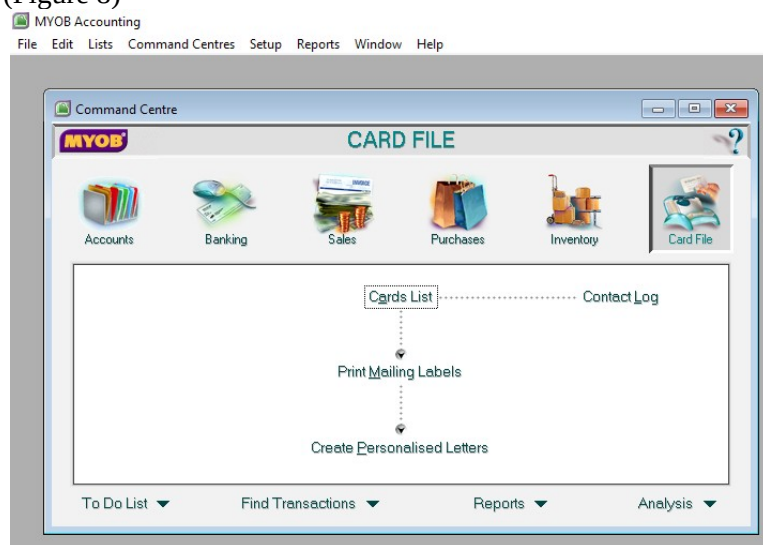 (Figure 8)
MYOB Accounting
File Edit Lists Command Centres Setup Reports Window Help
Command Centre
MYOB CARD FILE ?
Accounts Banking Sales Purchases Inventory Card File
Cards List Contact Log
Print Mailing Labels
Create Personalised Letters
To Do List Find Transactions Reports Analysis